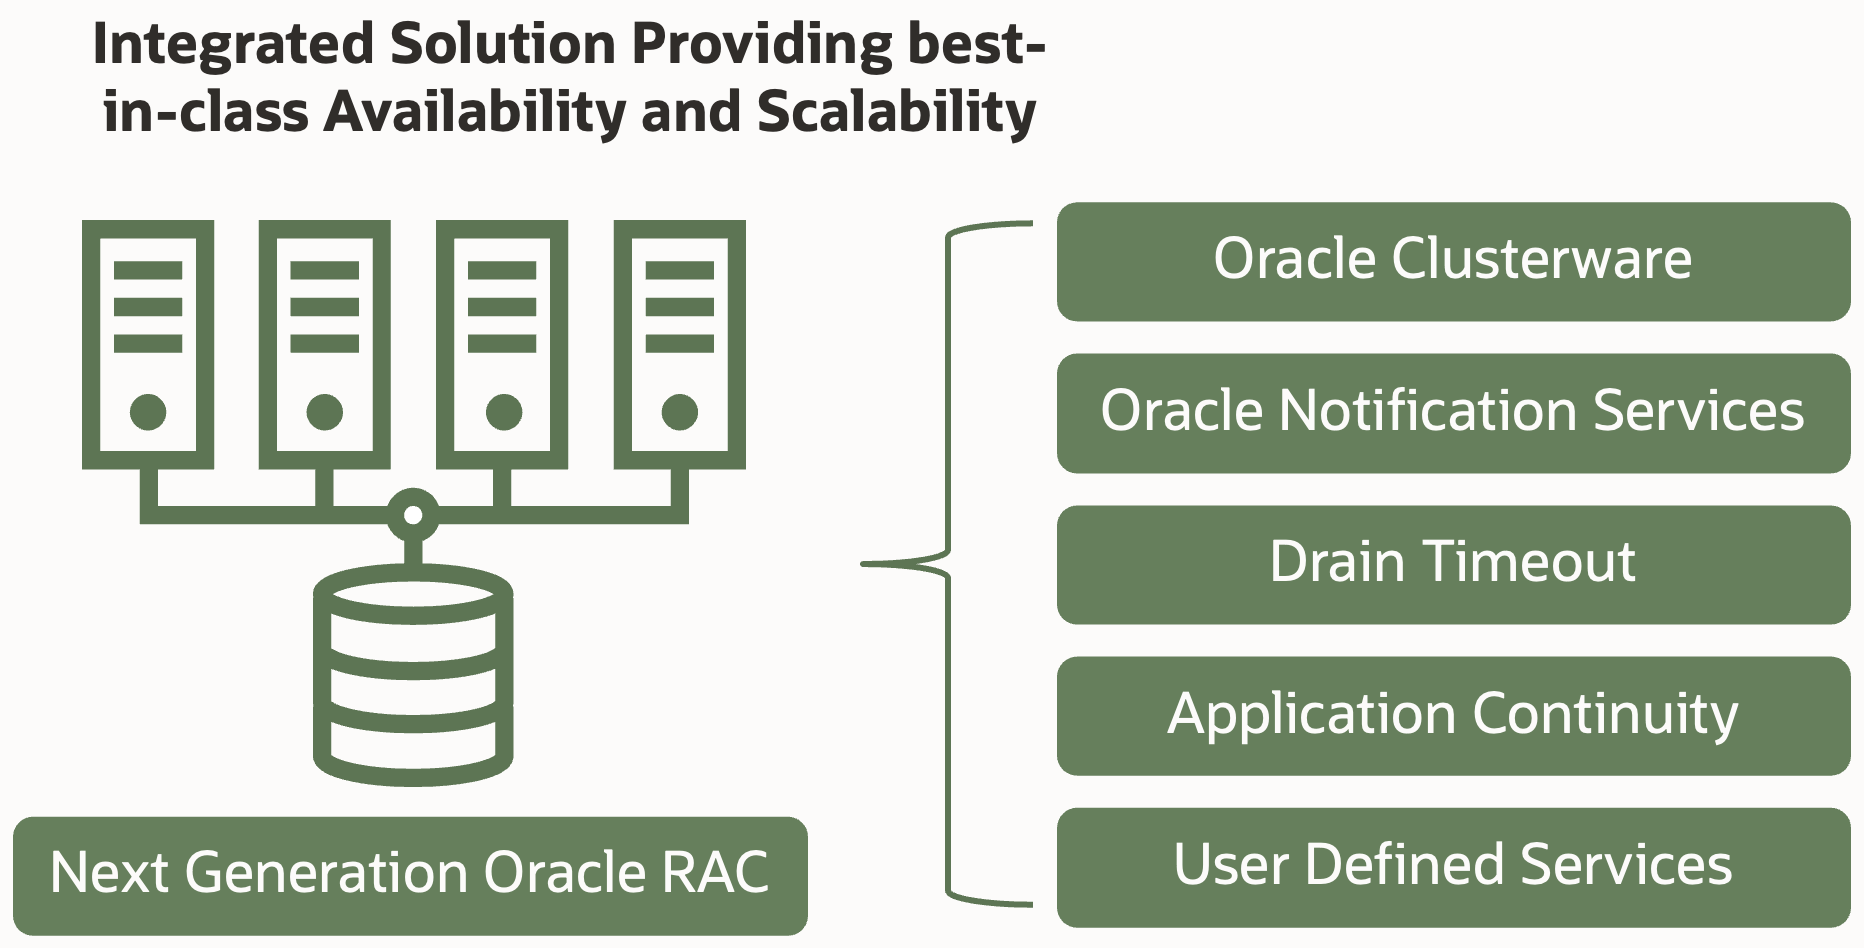 Integrated Solution Providing best-
in-class Availability and Scalability
Next Generation Oracle RAC
Oracle Clusterware
Oracle Notification Services
Drain Timeout
Application Continuity
User Defined Services